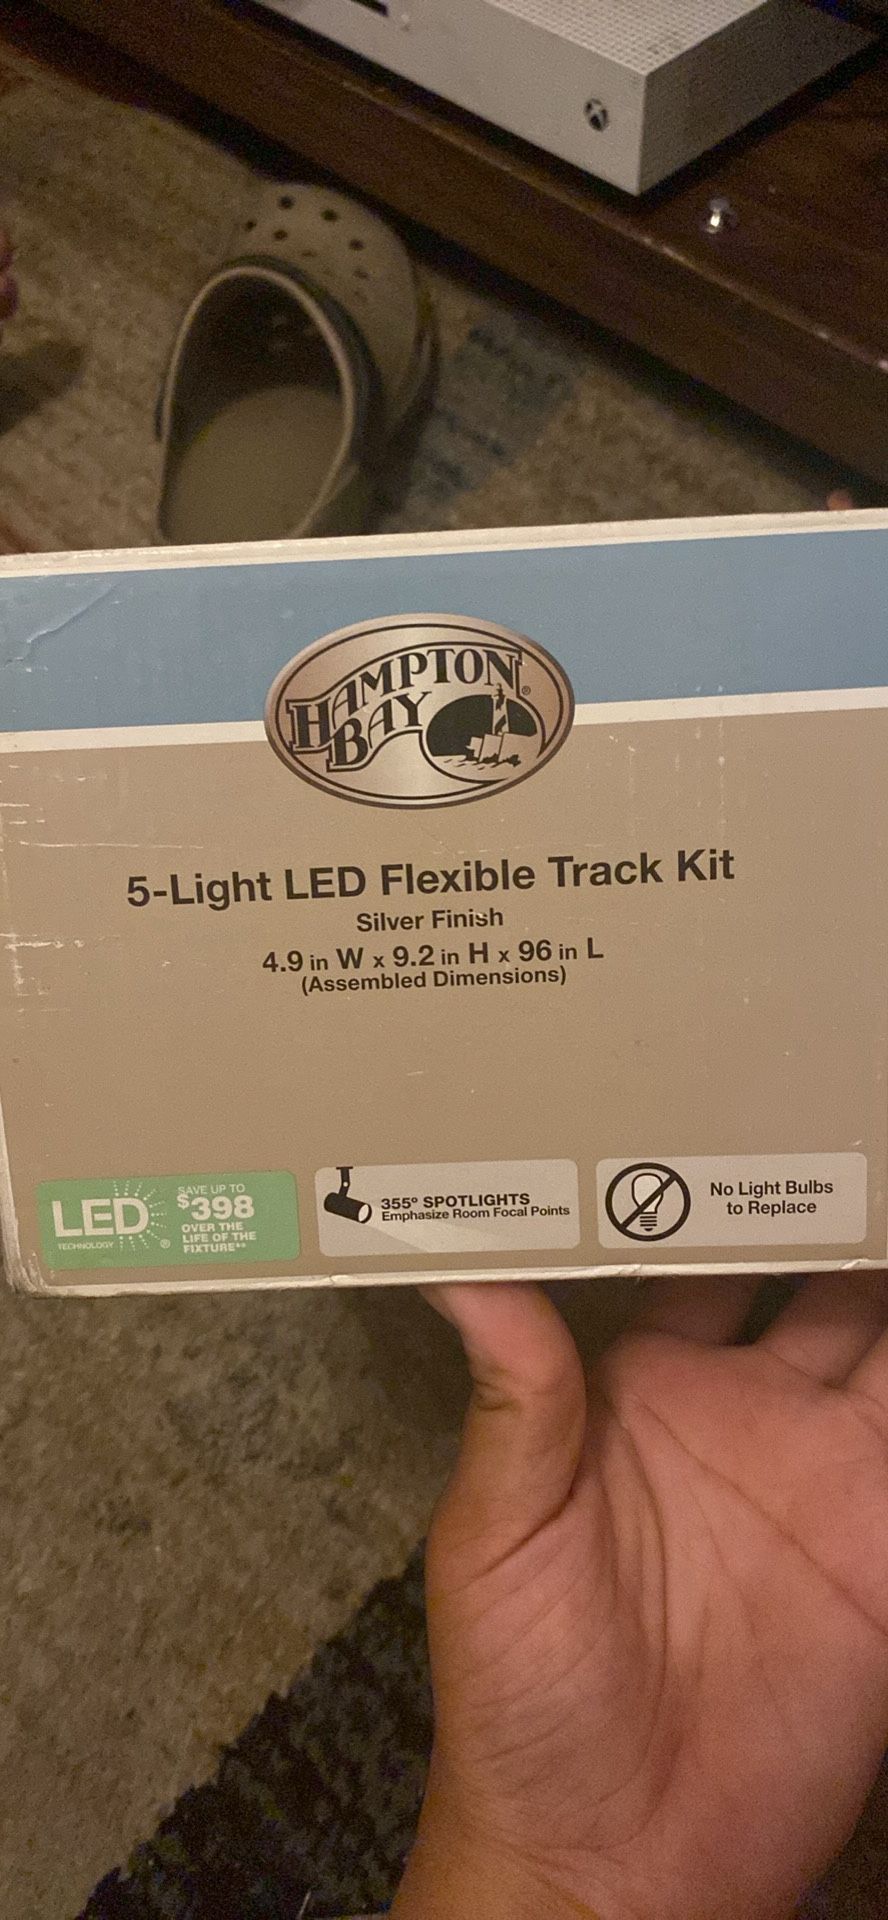 HAMPTON
BAY®
5-Light LED Flexible Track Kit
Silver Finish
4.9 in W x 9.2 in H x 96 in L
(Assembled Dimensions)
LED
TECHNOLOGY ®
SAVE UP TO
$398
OVER THE
LIFE OF THE
FIXTURE**
355° SPOTLIGHTS
Emphasize Room Focal Points
No Light Bulbs
to Replace